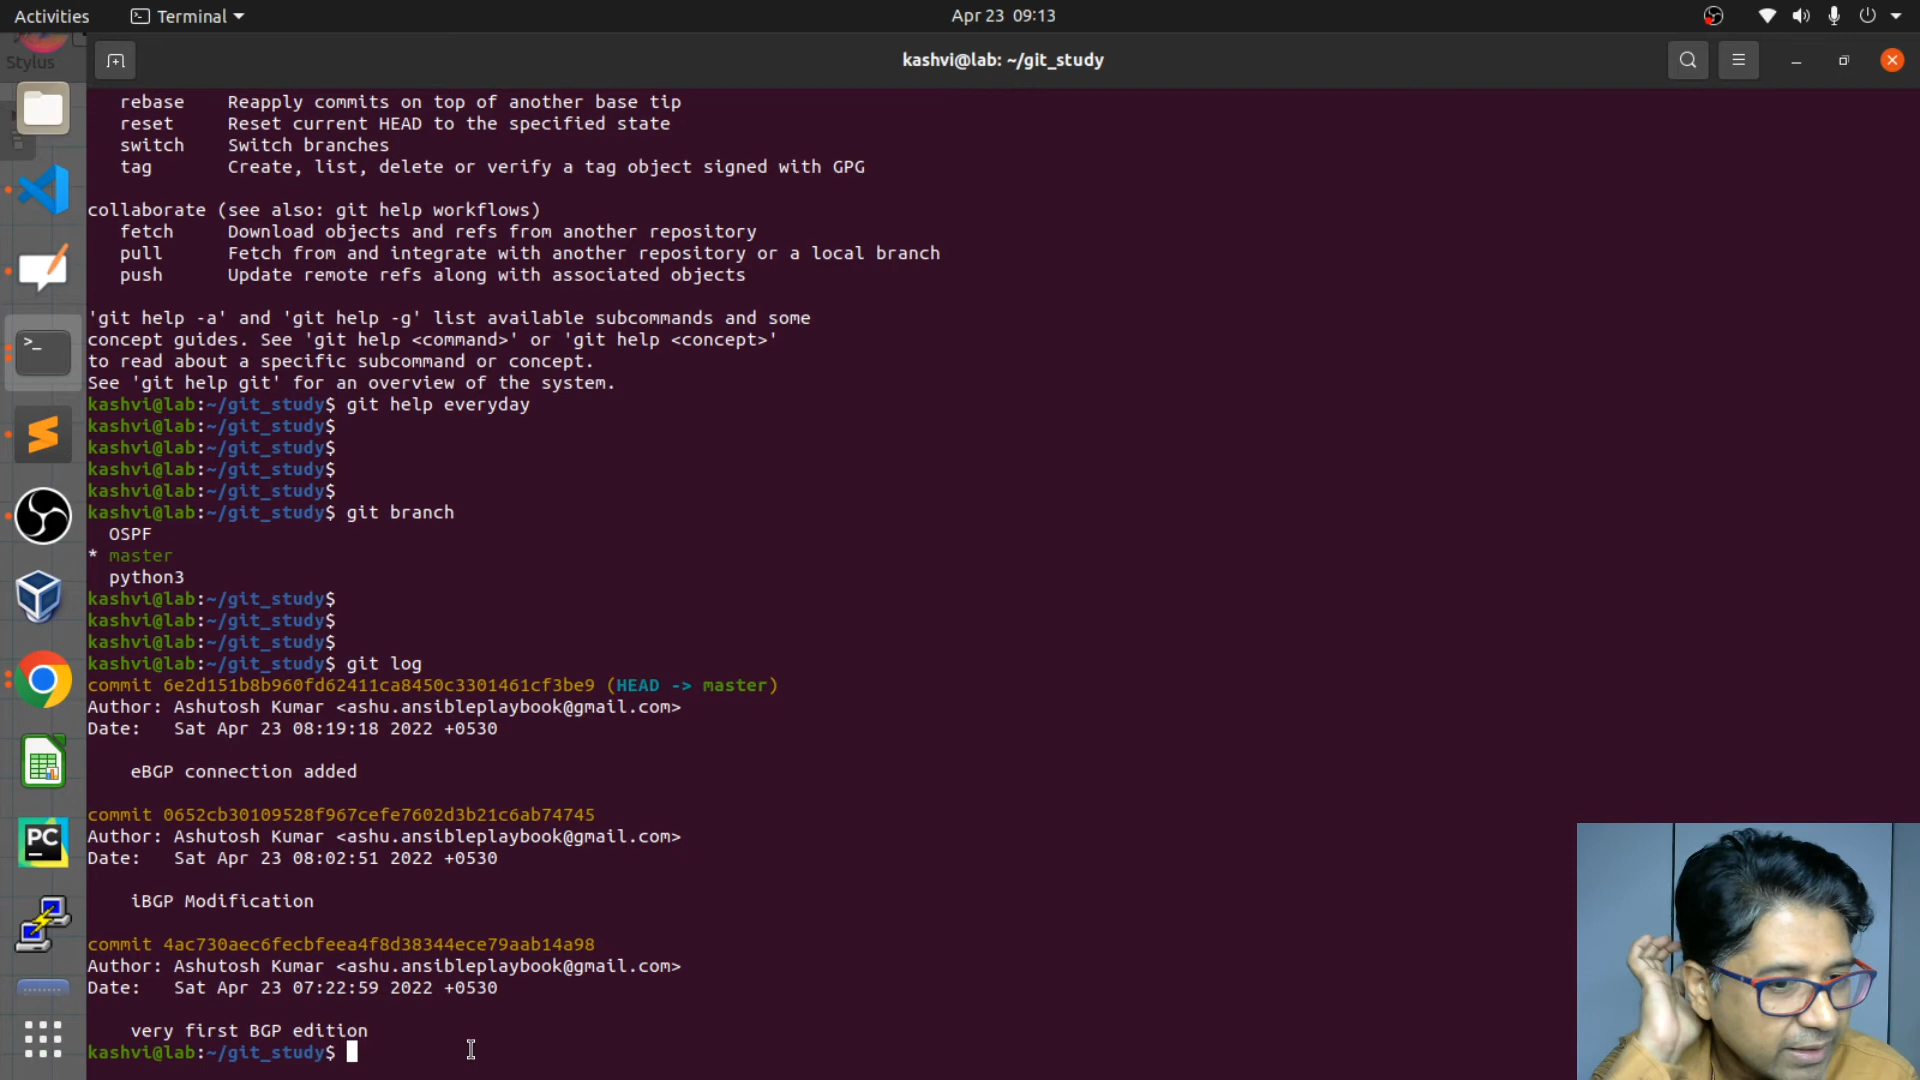 Activities
Terminal
Apr 23 09:13
Stylus
kashvi@lab: ~/git_study
rebase Reapply commits on top of another base tip
reset Reset current HEAD to the specified state
switch Switch branches
tag Create, list, delete or verify a tag object signed with GPG
collaborate (see also: git help workflows)
fetch Download objects and refs from another repository
pull Fetch from and integrate with another repository or a local branch
push Update remote refs along with associated objects
'git help -a' and 'git help -g' list available subcommands and some
concept guides. See 'git help <command>' or 'git help <concept>'
to read about a specific subcommand or concept.
See 'git help git' for an overview of the system.
kashvi@lab:~/git_study$ git help everyday
kashvi@lab:~/git_study$
kashvi@lab:~/git_study$
kashvi@lab:~/git_study$
kashvi@lab:~/git_study$
kashvi@lab:~/git_study$ git branch
OSPF
* master
python3
kashvi@lab:~/git_study$
kashvi@lab:~/git_study$
kashvi@lab:~/git_study$
kashvi@lab:~/git_study$ git log
commit 6e2d151b8b960fd62411ca8450c3301461cf3be9 (HEAD -> master)
Author: Ashutosh Kumar <ashu.ansibleplaybook@gmail.com>
Date: Sat Apr 23 08:19:18 2022 +0530
eBGP connection added
commit 0652cb30109528f967cefe7602d3b21c6ab74745
Author: Ashutosh Kumar <ashu.ansibleplaybook@gmail.com>
Date: Sat Apr 23 08:02:51 2022 +0530
iBGP Modification
commit 4ac730aec6fecbfeea4f8d38344ece79aab14a98
Author: Ashutosh Kumar <ashu.ansibleplaybook@gmail.com>
Date: Sat Apr 23 07:22:59 2022 +0530
very first BGP edition
kashvi@lab:~/git_study$
>_
PC